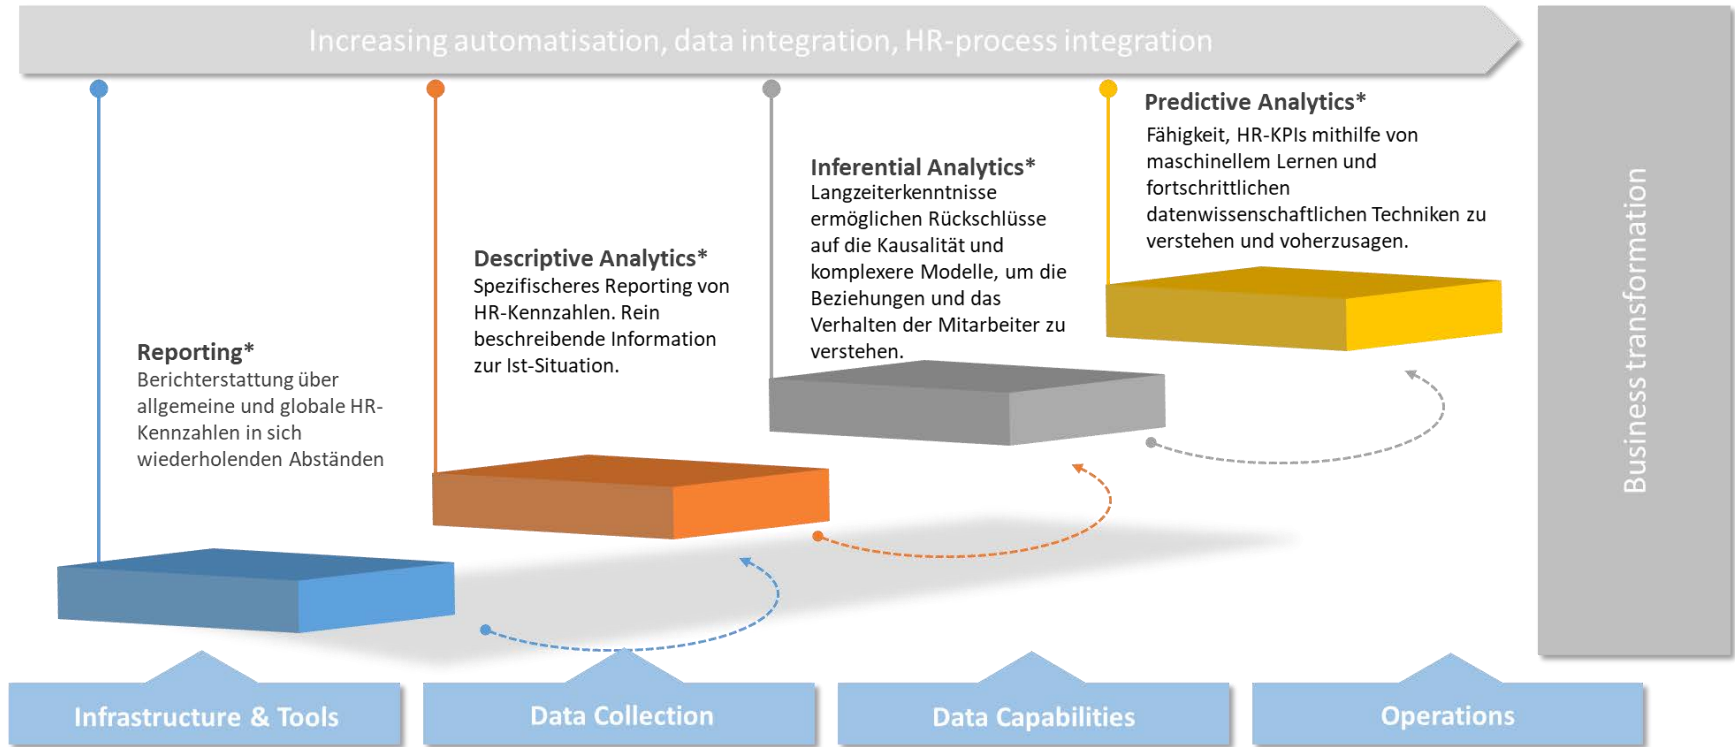 Increasing automatisation, data integration, HR-process integration
Business transformation
Reporting*
Berichterstattung über
allgemeine und globale HR-
Kennzahlen in sich
wiederholenden Abständen
Descriptive Analytics*
Spezifischeres Reporting von
HR-Kennzahlen. Rein
beschreibende Information
zur Ist-Situation.
Inferential Analytics*
Langzeiterkenntnisse
ermöglichen Rückschlüsse
auf die Kausalität und
komplexere Modelle, um die
Beziehungen und das
Verhalten der Mitarbeiter zu
verstehen.
Predictive Analytics*
Fähigkeit, HR-KPIs mithilfe von
maschinellem Lernen und
fortschrittlichen
datenwissenschaftlichen Techniken zu
verstehen und voherzusagen.
Infrastructure & Tools
Data Collection
Data Capabilities
Operations